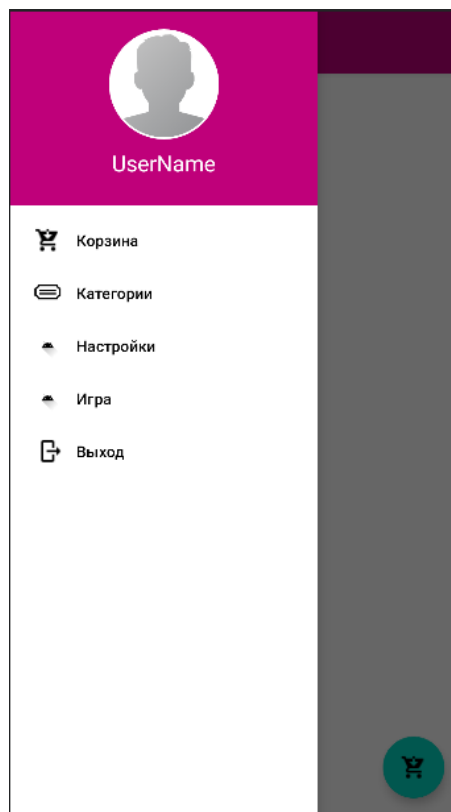 UserName
Корзина
Категории
Настройки
Игра
Выход